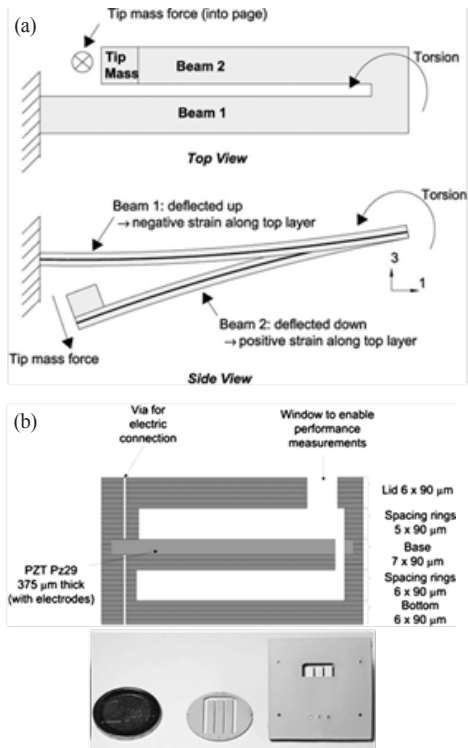 (a)
Tip mass force (into page)
Tip
Mass
Beam 2
Torsion
Beam 1
Top View
Beam 1: deflected up
→ negative strain along top layer
Torsion
3
1
Beam 2: deflected down
→ positive strain along top layer
Tip mass force
Side View
(b)
Via for
electric
connection
Window to enable
performance
measurements
Lid 6 x 90 μm
Spacing rings
5 x 90 μm
Base
7 x 90 μm
Spacing rings
6 x 90 μm
Bottom
6 x 90 μm
PZT Pz29
375 μm thick
(with electrodes)